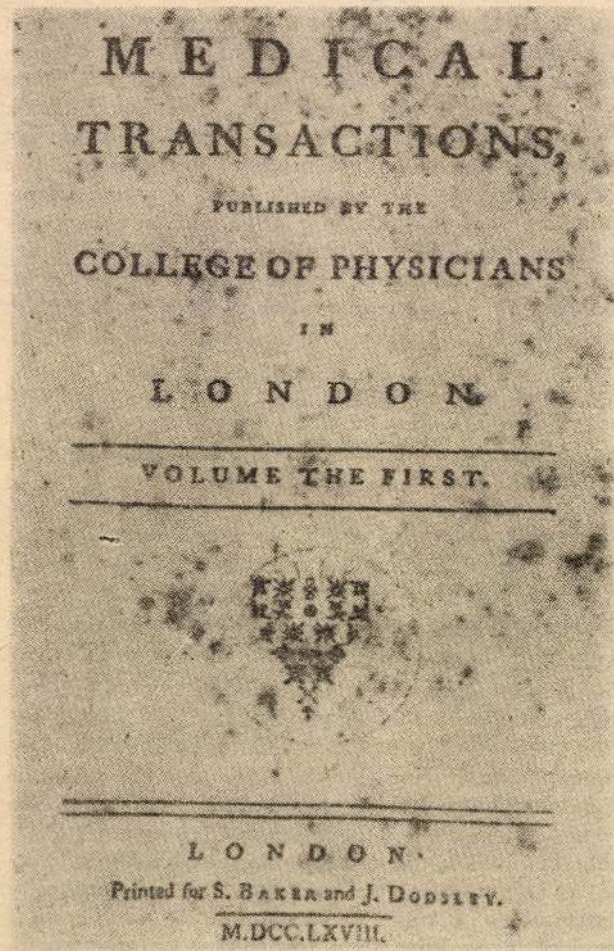 MEDICAL
TRANSACTIONS,
PUBLISHED BY THE
COLLEGE OF PHYSICIANS
IN
LONDON.
VOLUME THE FIRST.
LONDON.
Printed for S. BAKER and J. DODSLEY.
M.DCC.LXVIII.